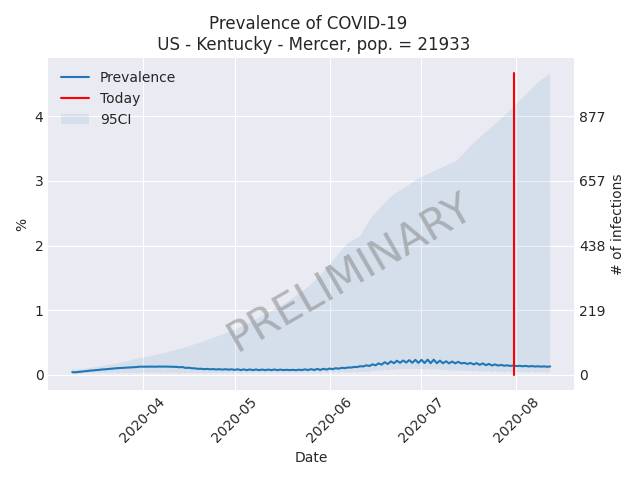 Prevalence of COVID-19
US - Kentucky - Mercer, pop. = 21933
Prevalence
Today
95CI
PRELIMINARY
%
4
3
2
1
0
877
657
438
219
0
# of infections
2020-04
2020-05
2020-06
2020-07
2020-08
Date